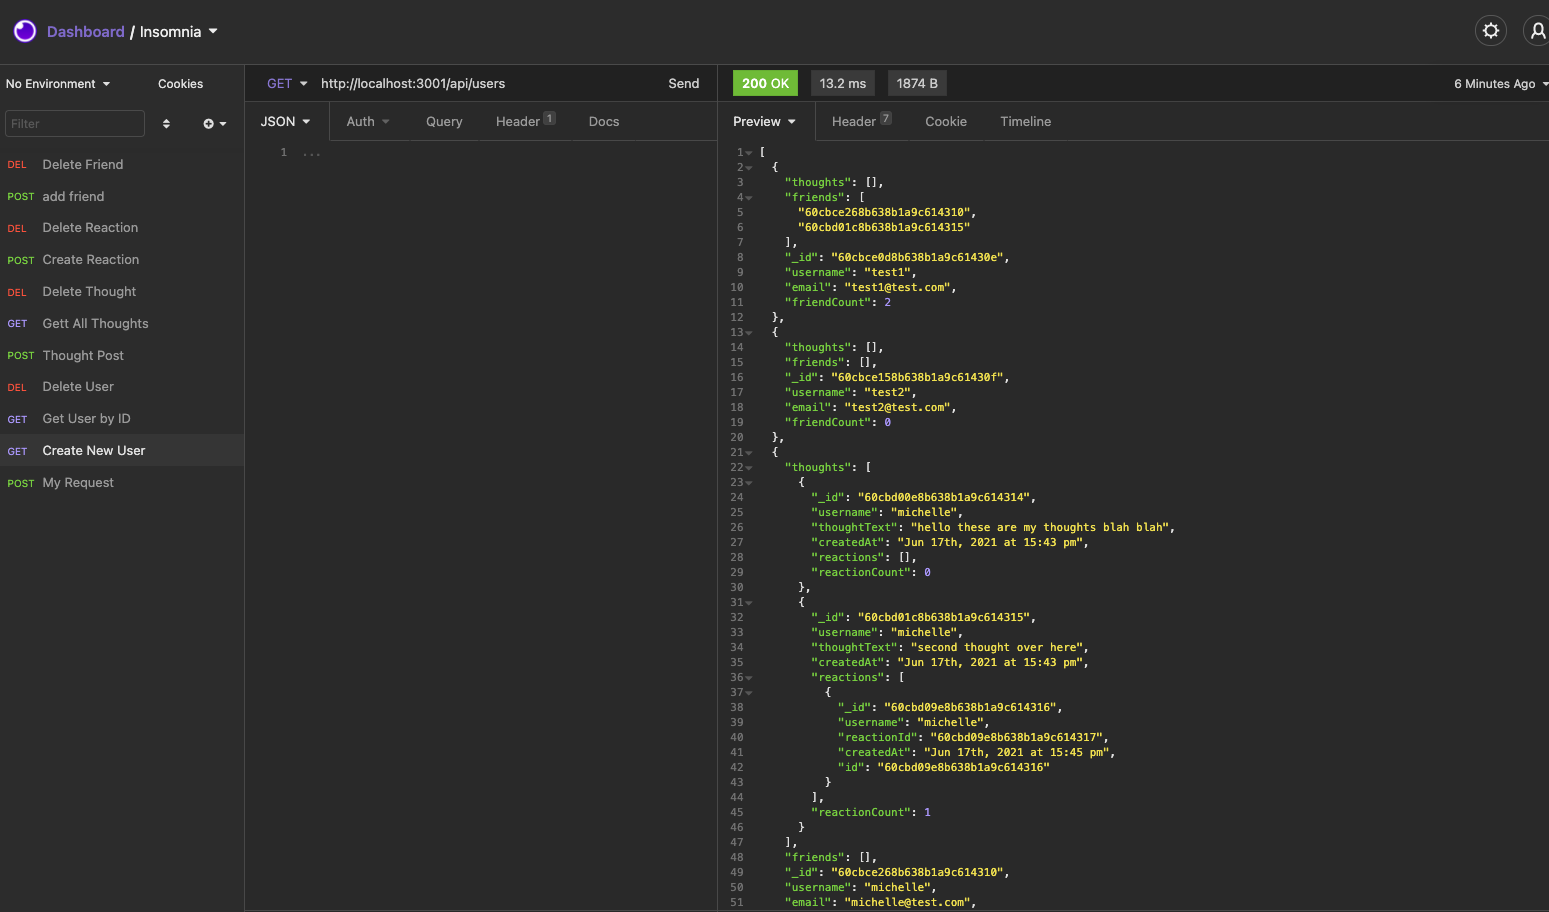 Dashboard / Insomnia
No Environment
Cookies
Filter
DEL Delete Friend
POST add friend
DEL Delete Reaction
POST Create Reaction
DEL Delete Thought
GET Gett All Thoughts
POST Thought Post
DEL Delete User
GET Get User by ID
GET Create New User
POST My Request
GET http://localhost:3001/api/users Send
JSON Auth Query Header 1 Docs
1 ...
200 OK 13.2 ms 1874 B 6 Minutes Ago
Preview Header 7 Cookie Timeline
1 [
2 {
3 "thoughts": [],
4 "friends": [
5 "60cbce268b638b1a9c614310",
6 "60cbd01c8b638b1a9c614315"
7 ],
8 "_id": "60cbce0d8b638b1a9c61430e",
9 "username": "test1",
10 "email": "test1@test.com",
11 "friendCount": 2
12 },
13 {
14 "thoughts": [],
15 "friends": [],
16 "_id": "60cbce158b638b1a9c61430f",
17 "username": "test2",
18 "email": "test2@test.com",
19 "friendCount": 0
20 },
21 {
22 "thoughts": [
23 {
24 "_id": "60cbd00e8b638b1a9c614314",
25 "username": "michelle",
26 "thoughtText": "hello these are my thoughts blah blah",
27 "createdAt": "Jun 17th, 2021 at 15:43 pm",
28 "reactions": [],
29 "reactionCount": 0
30 },
31 {
32 "_id": "60cbd01c8b638b1a9c614315",
33 "username": "michelle",
34 "thoughtText": "second thought over here",
35 "createdAt": "Jun 17th, 2021 at 15:43 pm",
36 "reactions": [
37 {
38 "_id": "60cbd09e8b638b1a9c614316",
39 "username": "michelle",
40 "reactionId": "60cbd09e8b638b1a9c614317",
41 "createdAt": "Jun 17th, 2021 at 15:45 pm",
42 "id": "60cbd09e8b638b1a9c614316"
43 }
44 ],
45 "reactionCount": 1
46 }
47 ],
48 "friends": [],
49 "_id": "60cbce268b638b1a9c614310",
50 "username": "michelle",
51 "email": "michelle@test.com",